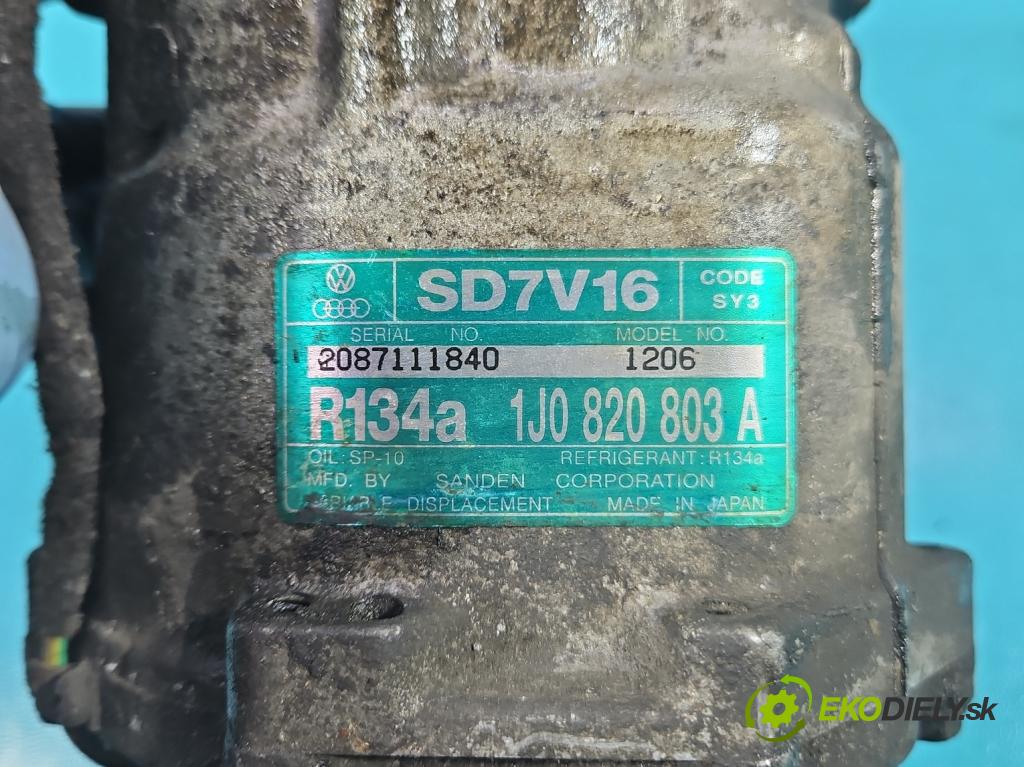 SD7V16
CODE
SY3
SERIAL NO. MODEL NO.
2087111840 1206
R134a 1J0 820 803 A
OIL: SP-10 REFRIGERANT: R134a
MFD. BY SANDEN CORPORATION
DISPLACEMENT MADE IN JAPAN
EKODIELY.sk